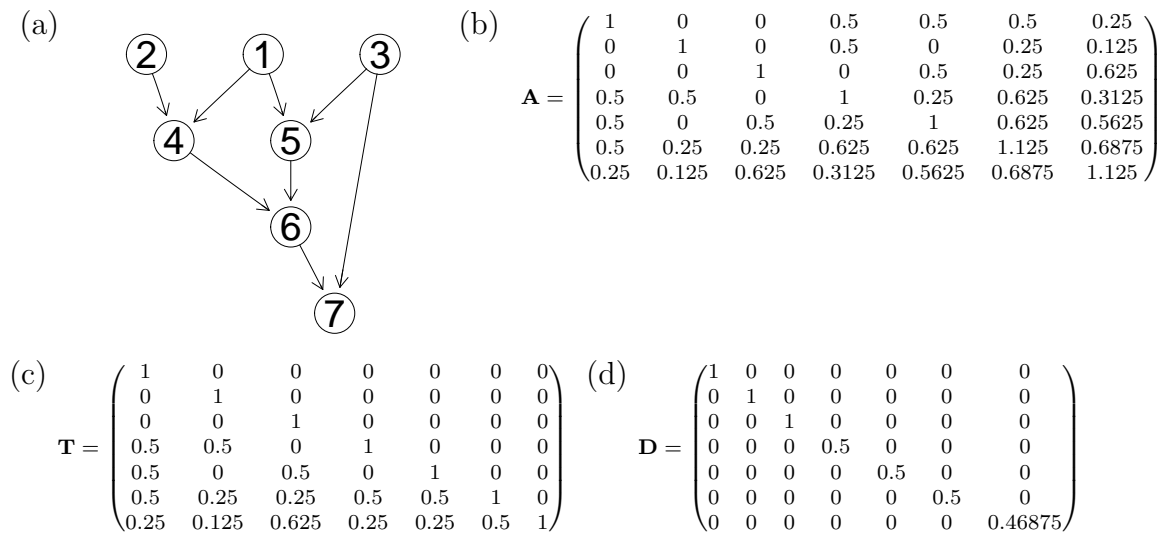 (a)
2 1 3
4 5
6
7
(b)
A =
1 0 0 0.5 0.5 0.5 0.25
0 1 0 0.5 0 0.25 0.125
0 0 1 0 0.5 0.25 0.625
0.5 0.5 0 1 0.25 0.625 0.3125
0.5 0 0.5 0.25 1 0.625 0.5625
0.5 0.25 0.25 0.625 0.625 1.125 0.6875
0.25 0.125 0.625 0.3125 0.5625 0.6875 1.125
(c)
T =
1 0 0 0 0 0 0
0 1 0 0 0 0 0
0 0 1 0 0 0 0
0.5 0.5 0 1 0 0 0
0.5 0 0.5 0 1 0 0
0.5 0.25 0.25 0.5 0.5 1 0
0.25 0.125 0.625 0.25 0.25 0.5 1
(d)
D =
1 0 0 0 0 0 0
0 1 0 0 0 0 0
0 0 1 0 0 0 0
0 0 0 0.5 0 0 0
0 0 0 0 0.5 0 0
0 0 0 0 0 0.5 0
0 0 0 0 0 0 0.46875